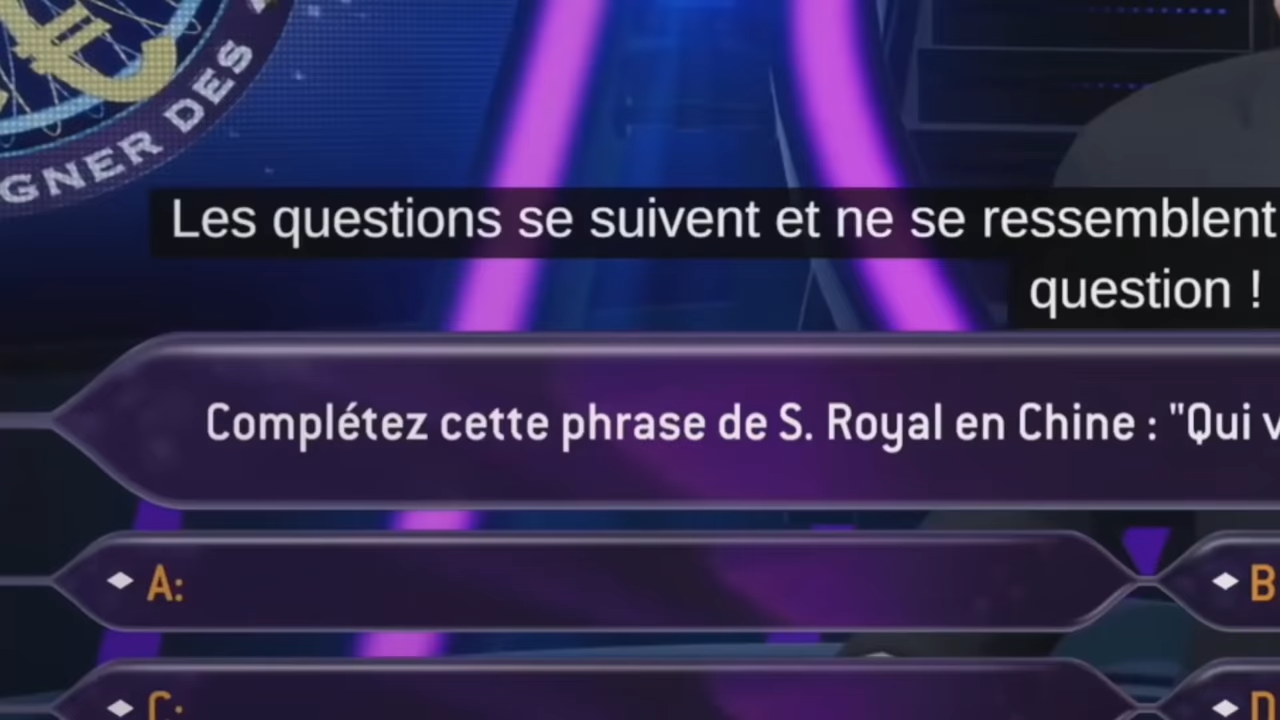 GNER DES
Les questions se suivent et ne se ressemblent
question !
Complétez cette phrase de S. Royal en Chine : "Qui v
A:
B
C:
D